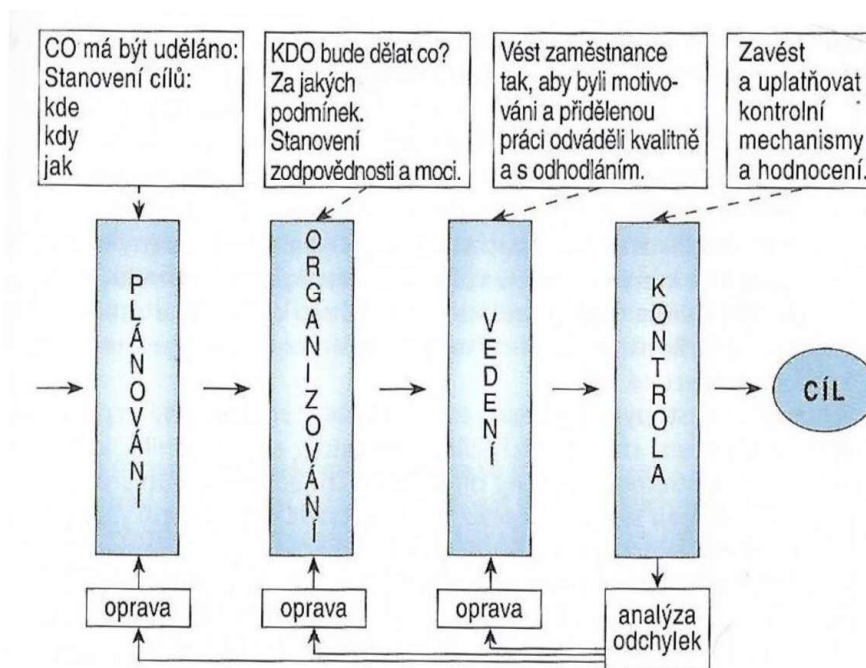 CO má být uděláno:
Stanovení cílů:
kde
kdy
jak
KDO bude dělat co?
Za jakých
podmínek.
Stanovení
zodpovědnosti a moci.
Vést zaměstnance
tak, aby byli motivo-
váni a přidělenou
práci odváděli kvalitně
a s odhodláním.
Zavést
a uplatňovat
kontrolní
mechanismy
a hodnocení.
PLÁNOVÁNÍ
ORGANIZOVÁNÍ
VEDENÍ
KONTROLA
CÍL
oprava
oprava
oprava
analýza
odchylek